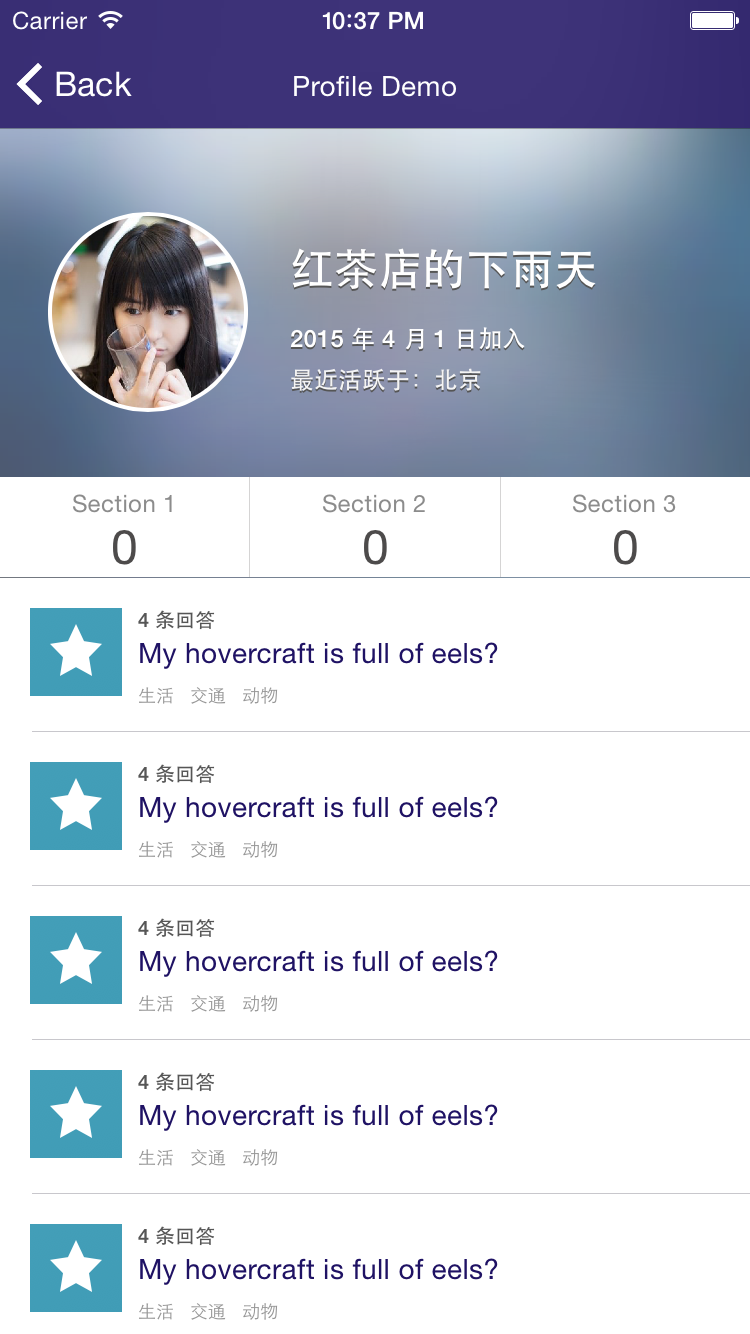 Carrier 10:37 PM
Back Profile Demo
红茶店的下雨天
2015 年 4 月 1 日加入
最近活跃于：北京
Section 1 Section 2 Section 3
0 0 0
4 条回答
My hovercraft is full of eels?
生活 交通 动物
4 条回答
My hovercraft is full of eels?
生活 交通 动物
4 条回答
My hovercraft is full of eels?
生活 交通 动物
4 条回答
My hovercraft is full of eels?
生活 交通 动物
4 条回答
My hovercraft is full of eels?
生活 交通 动物